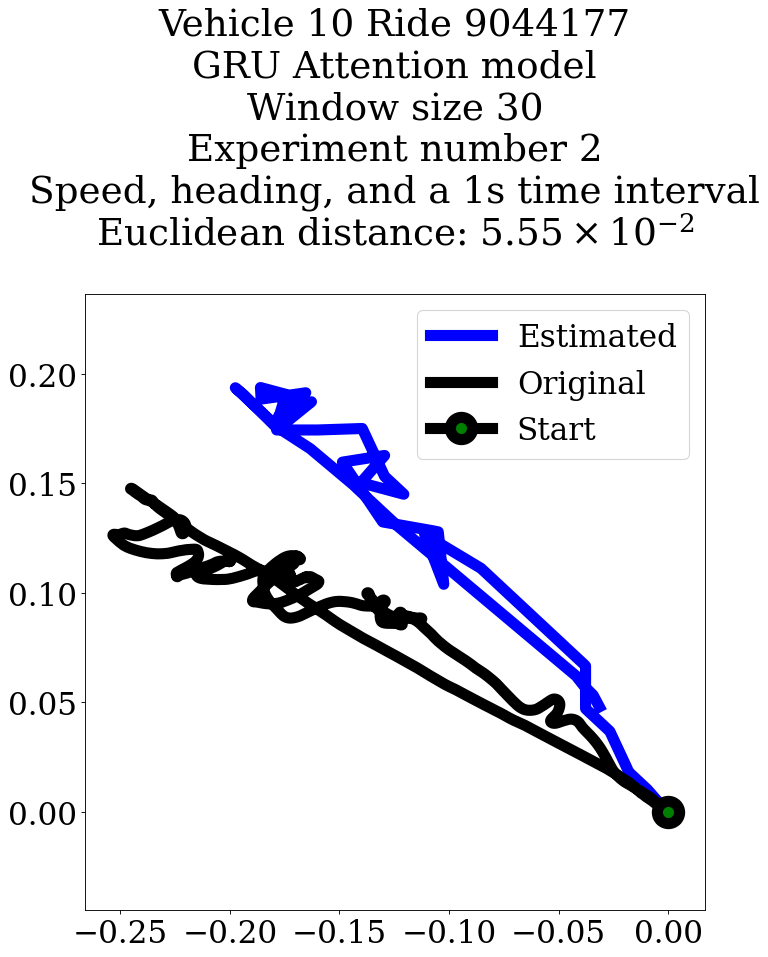 Vehicle 10 Ride 9044177
GRU Attention model
Window size 30
Experiment number 2
Speed, heading, and a 1s time interval
Euclidean distance: 5.55 × 10⁻²
Estimated
Original
Start
0.20
0.15
0.10
0.05
0.00
−0.25 −0.20 −0.15 −0.10 −0.05 0.00